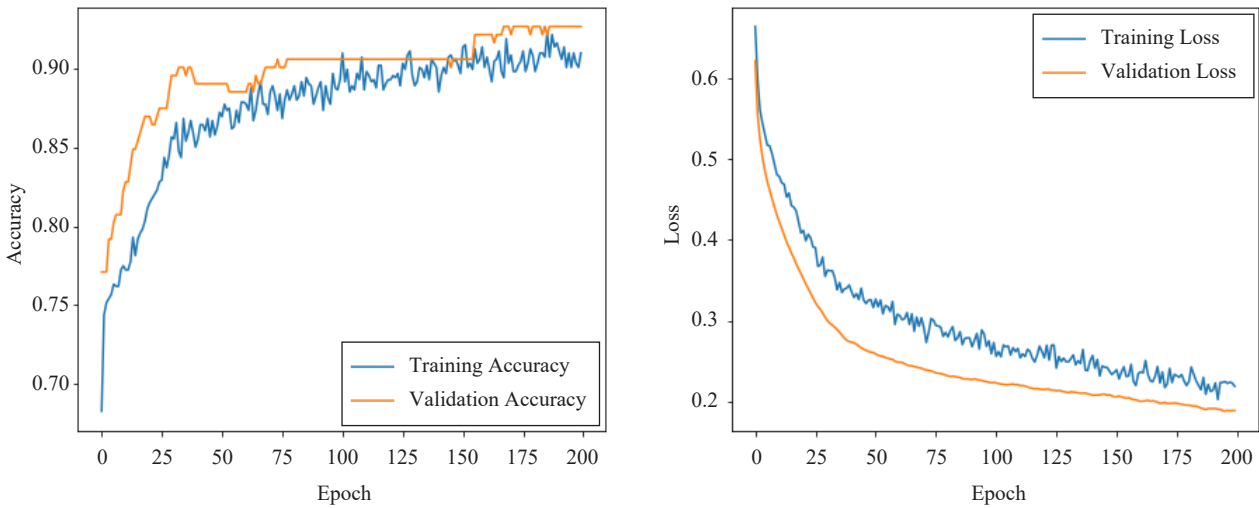 0.90
0.85
0.80
0.75
0.70
Accuracy
Training Accuracy
Validation Accuracy
0 25 50 75 100 125 150 175 200
Epoch
Training Loss
Validation Loss
0.6
0.5
0.4
0.3
0.2
Loss
0 25 50 75 100 125 150 175 200
Epoch